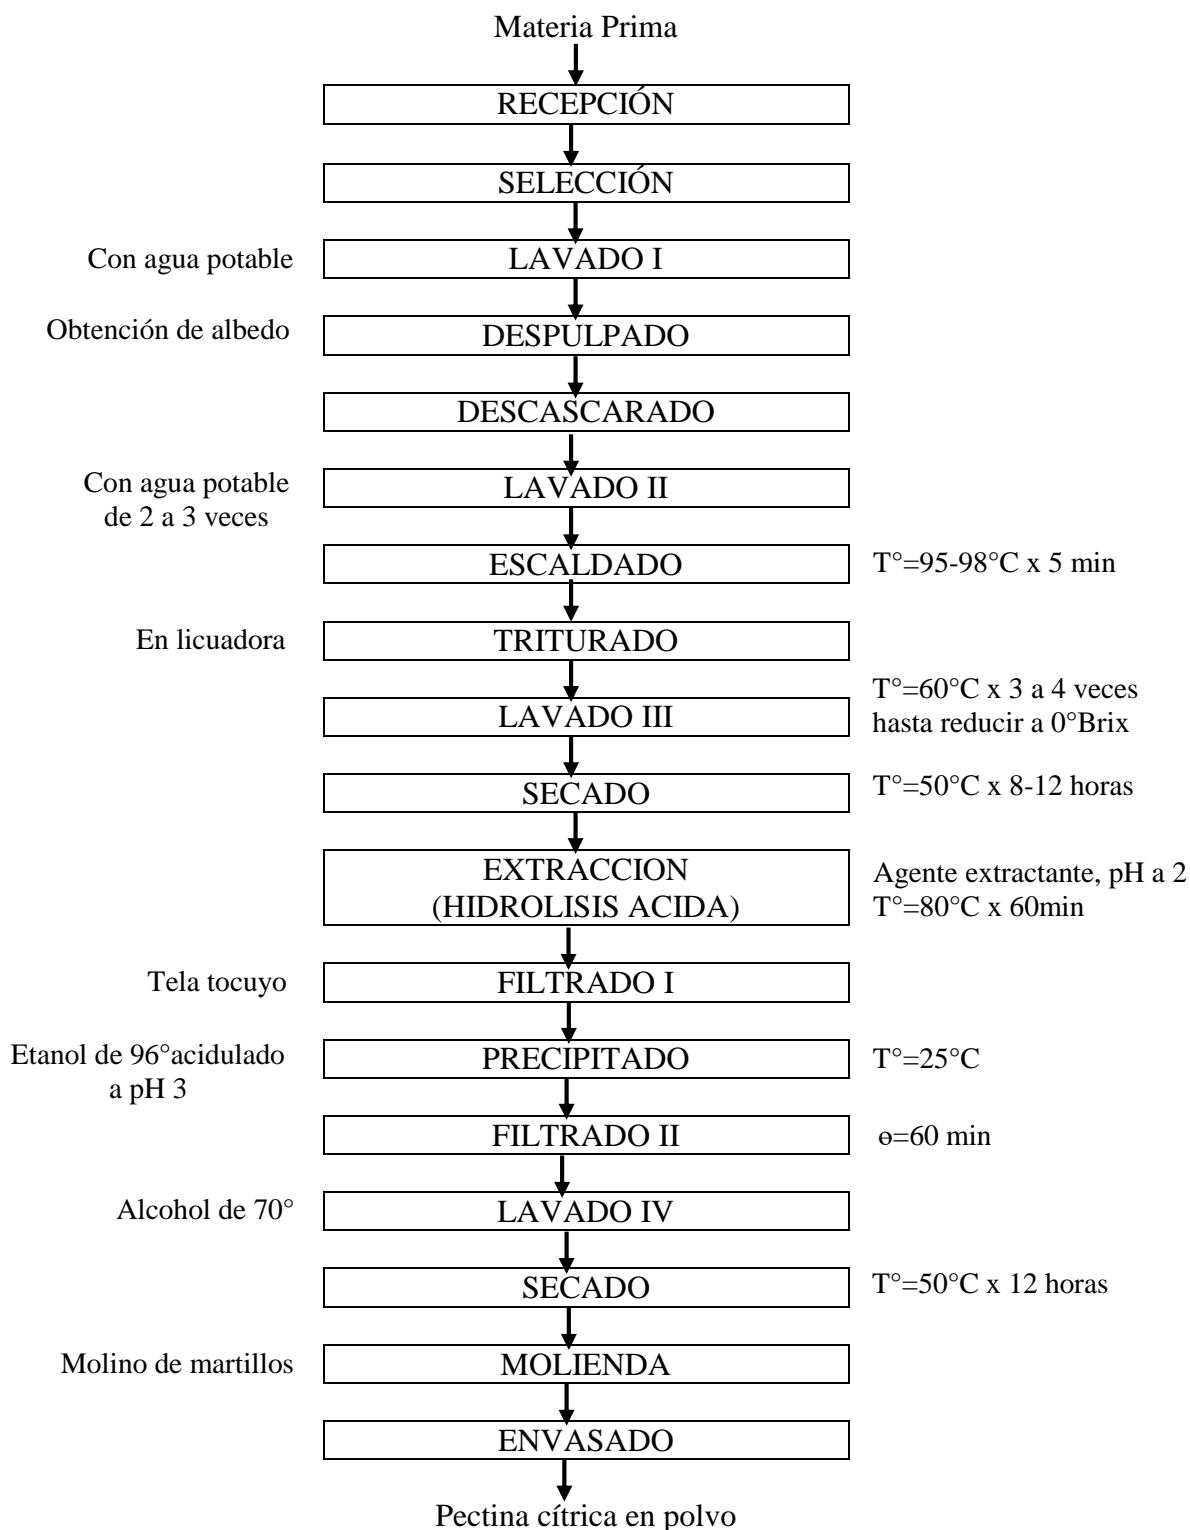 Materia Prima
RECEPCIÓN
SELECCIÓN
Con agua potable
LAVADO I
Obtención de albedo
DESPULPADO
DESCASCARADO
Con agua potable
de 2 a 3 veces
LAVADO II
ESCALDADO
T°=95-98°C x 5 min
En licuadora
TRITURADO
LAVADO III
T°=60°C x 3 a 4 veces
hasta reducir a 0°Brix
SECADO
T°=50°C x 8-12 horas
EXTRACCION
(HIDROLISIS ACIDA)
Agente extractante, pH a 2
T°=80°C x 60min
Tela tocuyo
FILTRADO I
Etanol de 96°acidulado
a pH 3
PRECIPITADO
T°=25°C
FILTRADO II
ɵ=60 min
Alcohol de 70°
LAVADO IV
SECADO
T°=50°C x 12 horas
Molino de martillos
MOLIENDA
ENVASADO
Pectina cítrica en polvo